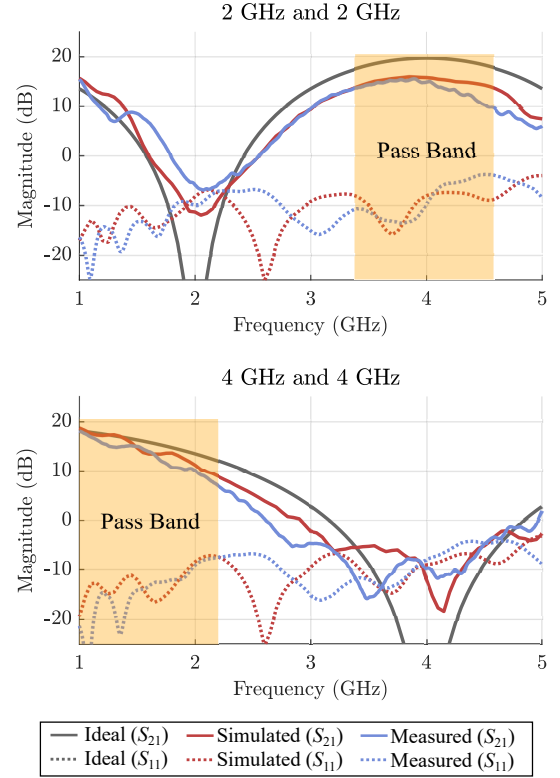 2 GHz and 2 GHz
Magnitude (dB)
20
10
0
-10
-20
Pass Band
1 2 3 4 5
Frequency (GHz)
4 GHz and 4 GHz
Magnitude (dB)
20
10
0
-10
-20
Pass Band
1 2 3 4 5
Frequency (GHz)
Ideal (S21) Simulated (S21) Measured (S21)
Ideal (S11) Simulated (S11) Measured (S11)